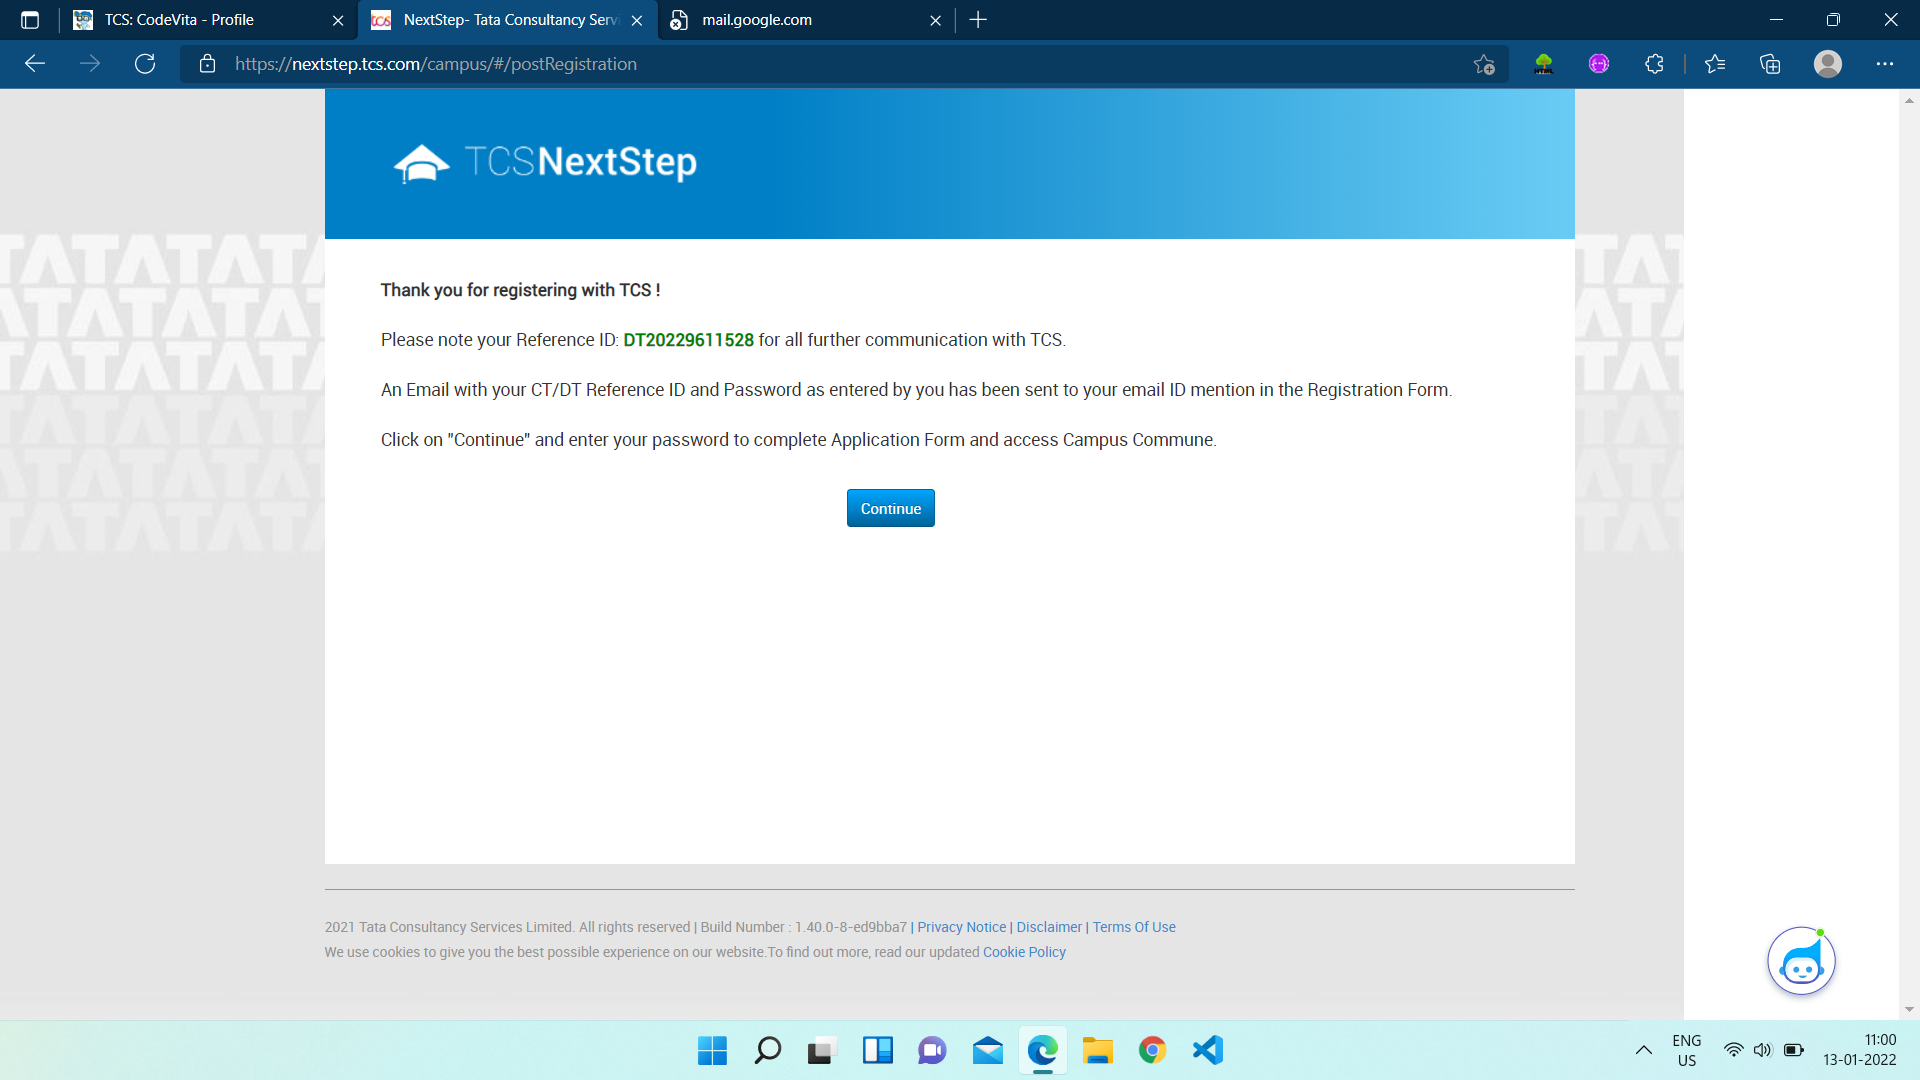 TCS: CodeVita - Profile
NextStep- Tata Consultancy Serv
mail.google.com
https://nextstep.tcs.com/campus/#/postRegistration
TCSNextStep
Thank you for registering with TCS !
Please note your Reference ID: DT20229611528 for all further communication with TCS.
An Email with your CT/DT Reference ID and Password as entered by you has been sent to your email ID mention in the Registration Form.
Click on "Continue" and enter your password to complete Application Form and access Campus Commune.
Continue
2021 Tata Consultancy Services Limited. All rights reserved | Build Number : 1.40.0-8-ed9bba7 | Privacy Notice | Disclaimer | Terms Of Use
We use cookies to give you the best possible experience on our website.To find out more, read our updated Cookie Policy
ENG
US
11:00
13-01-2022